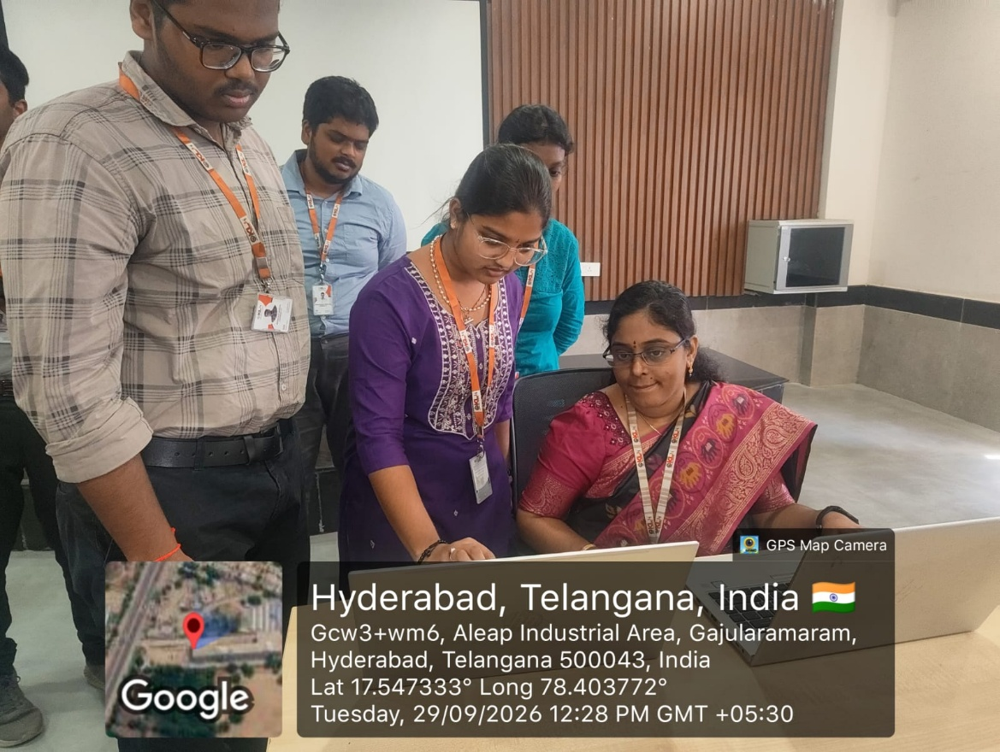 GPS Map Camera
Hyderabad, Telangana, India
Gcw3+wm6, Aleap Industrial Area, Gajularamaram,
Hyderabad, Telangana 500043, India
Lat 17.547333° Long 78.403772°
Tuesday, 29/09/2026 12:28 PM GMT +05:30
Google